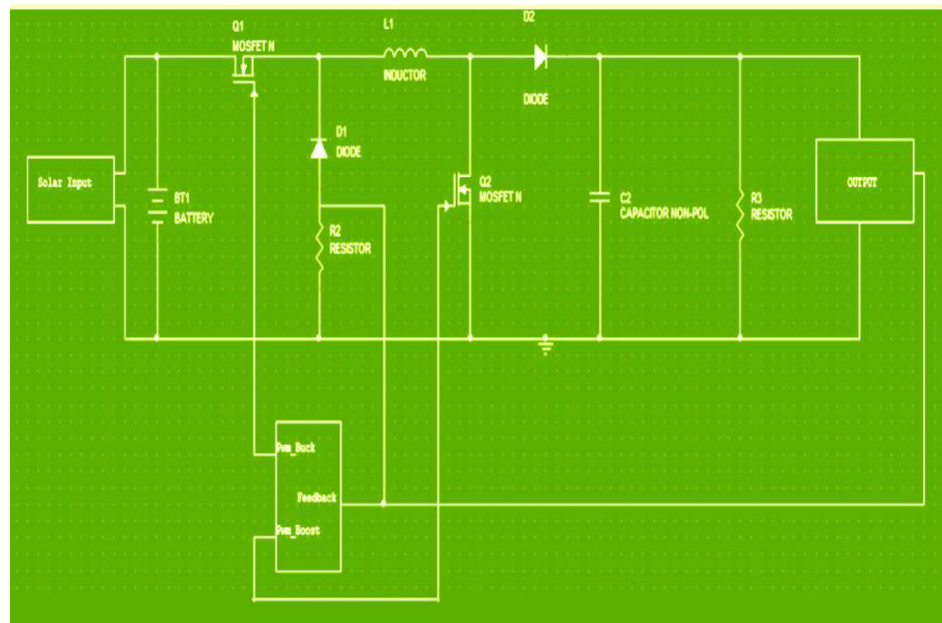 Q1
MOSFET N
L1
INDUCTOR
D2
DIODE
D1
DIODE
Solar Input
BT1
BATTERY
R2
RESISTOR
Q2
MOSFET N
C2
CAPACITOR NON-POL
R3
RESISTOR
OUTPUT
Pwm_Buck
Feedback
Pwm_Boost